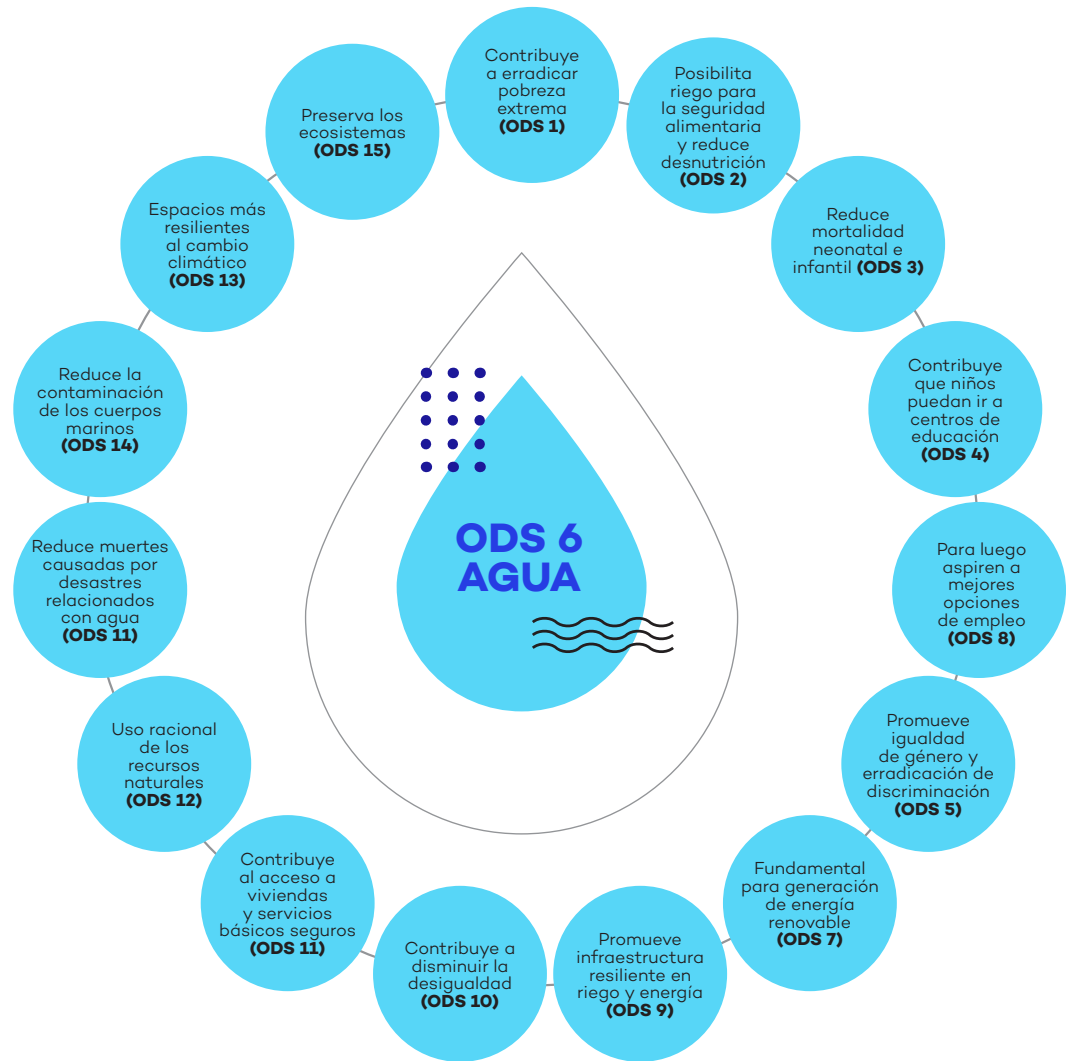 Contribuye
a erradicar
pobreza
extrema
(ODS 1)
Posibilita
riego para
la seguridad
alimentaria
y reduce
desnutrición
(ODS 2)
Reduce
mortalidad
neonatal e
infantil (ODS 3)
Contribuye
que niños
puedan ir a
centros de
educación
(ODS 4)
Para luego
aspiren a
mejores
opciones
de empleo
(ODS 8)
Promueve
igualdad
de género y
erradicación de
discriminación
(ODS 5)
Fundamental
para generación
de energía
renovable
(ODS 7)
Promueve
infraestructura
resiliente en
riego y energía
(ODS 9)
Contribuye a
disminuir la
desigualdad
(ODS 10)
Contribuye
al acceso a
viviendas
y servicios
básicos seguros
(ODS 11)
Uso racional
de los
recursos
naturales
(ODS 12)
Reduce muertes
causadas por
desastres
relacionados
con agua
(ODS 11)
Reduce la
contaminación
de los cuerpos
marinos
(ODS 14)
Espacios más
resilientes
al cambio
climático
(ODS 13)
Preserva los
ecosistemas
(ODS 15)
ODS 6
AGUA